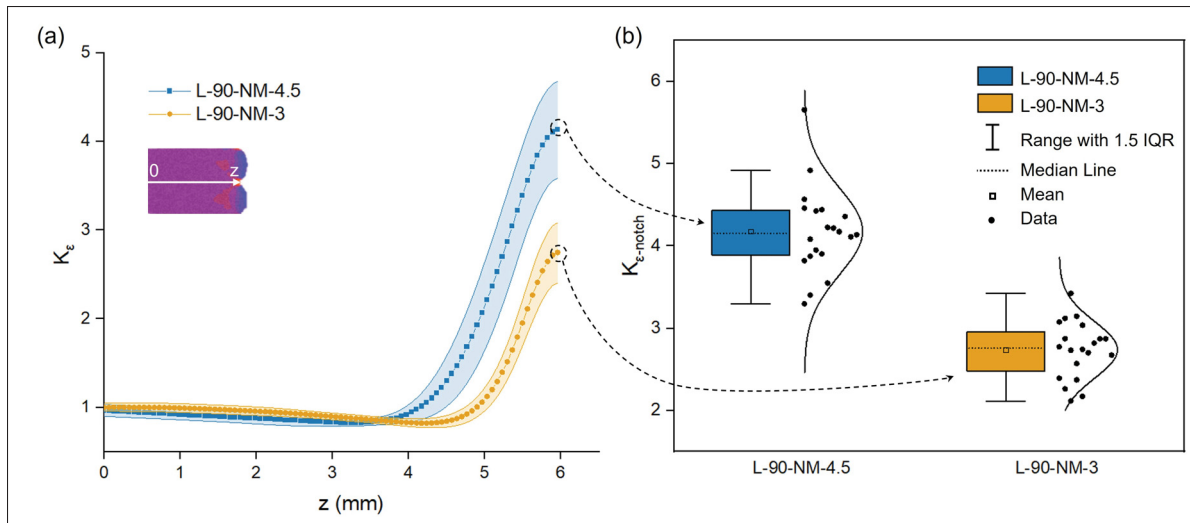 (a)
5
4
3
2
1
Kε
L-90-NM-4.5
L-90-NM-3
0 z
0 1 2 3 4 5 6
z (mm)
(b)
6
5
4
3
2
Kε-notch
L-90-NM-4.5
L-90-NM-3
Range with 1.5 IQR
Median Line
Mean
Data
L-90-NM-4.5 L-90-NM-3